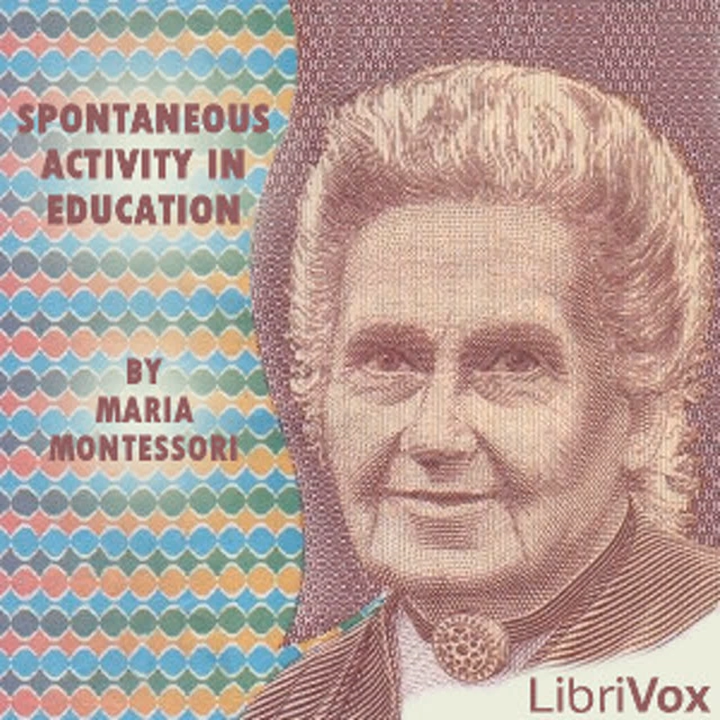 SPONTANEOUS
ACTIVITY IN
EDUCATION
BY
MARIA
MONTESSORI
LibriVox